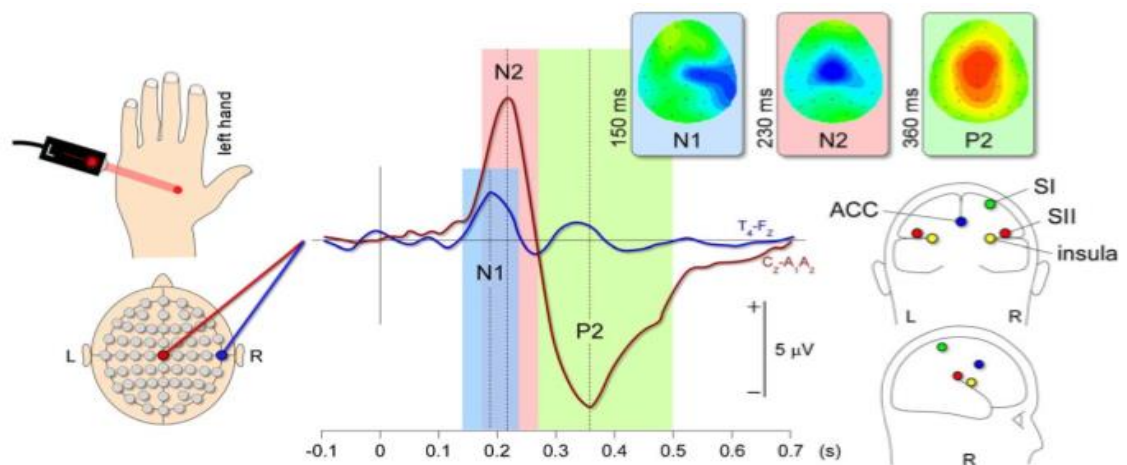 L
left hand
L
R
N2
N1
P2
T₄-F_Z
C_Z-A₁A₂
+
5 µV
−
-0.1 0 0.1 0.2 0.3 0.4 0.5 0.6 0.7 (s)
150 ms
N1
230 ms
N2
360 ms
P2
ACC
SI
SII
insula
L
R
R